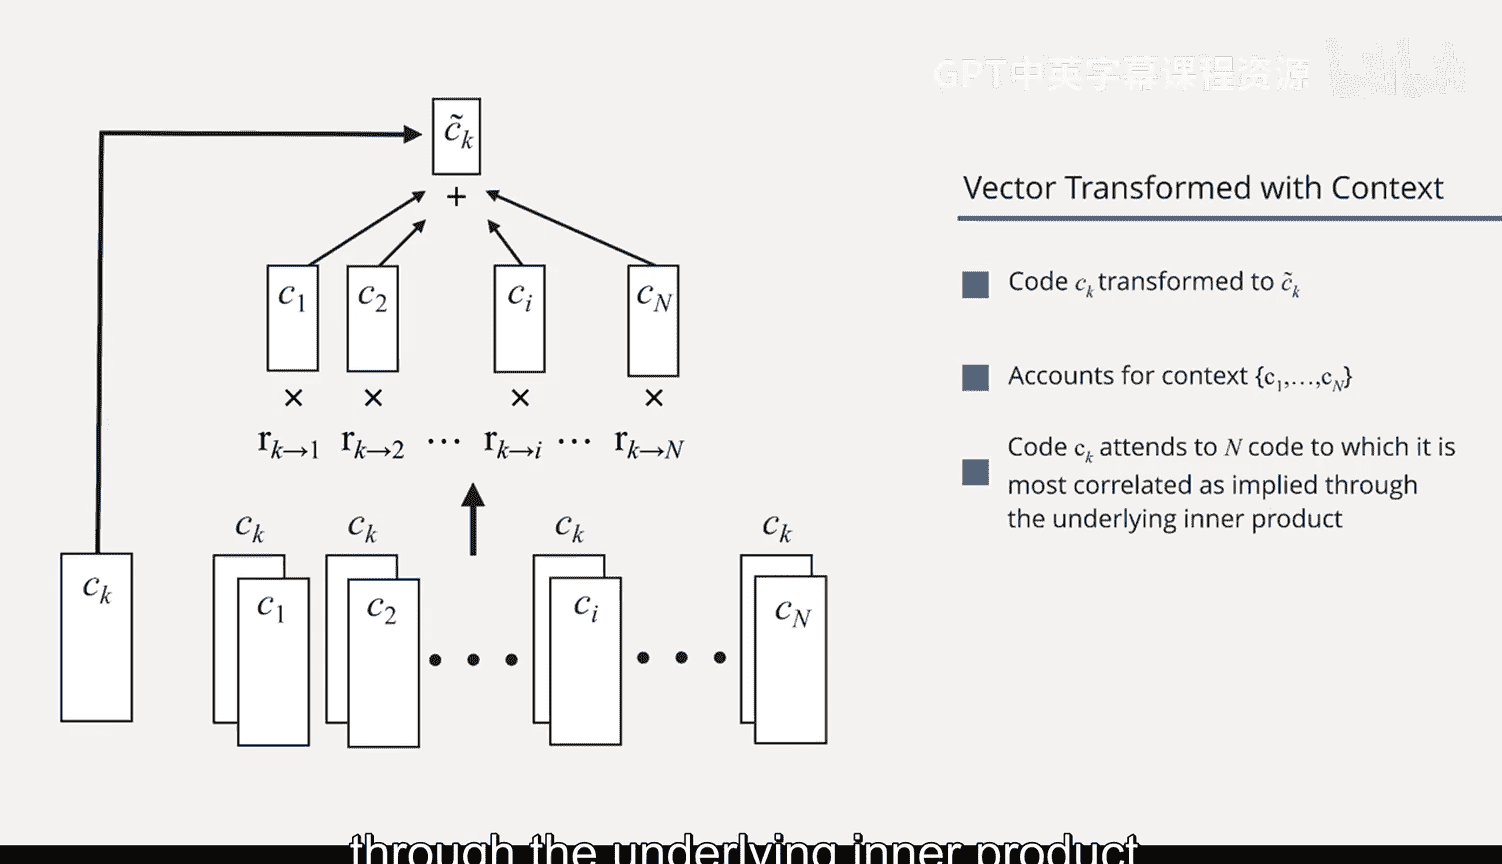 GPT中英字幕课程资源
c̃k
+
c1 c2 ci cN
× × × ×
rk→1 rk→2 ··· rk→i ··· rk→N
ck ck ck ck
ck c1 c2 • • • ci • • • cN
Vector Transformed with Context
Code ck transformed to c̃k
Accounts for context {c1,…,cN}
Code ck attends to N code to which it is
most correlated as implied through
the underlying inner product
through the underlying inner product